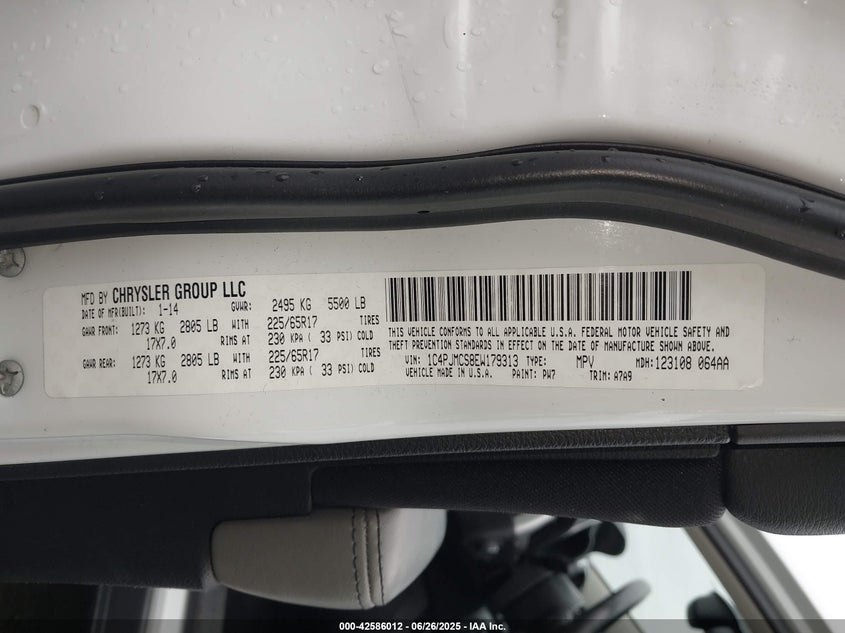 MFD BY CHRYSLER GROUP LLC
DATE OF MFR(BUILT): 1-14 GVWR: 2495 KG 5500 LB
GAWR FRONT: 1273 KG 2805 LB WITH 225/65R17 TIRES
17X7.0 RIMS AT 230 KPA ( 33 PSI) COLD
GAWR REAR: 1273 KG 2805 LB WITH 225/65R17 TIRES
17X7.0 RIMS AT 230 KPA ( 33 PSI) COLD
THIS VEHICLE CONFORMS TO ALL APPLICABLE U.S.A. FEDERAL MOTOR VEHICLE SAFETY AND
THEFT PREVENTION STANDARDS IN EFFECT ON THE DATE OF MANUFACTURE SHOWN ABOVE.
VIN: 1C4PJMCS8EW179313 TYPE: MPV MDH: 123108 064AA
VEHICLE MADE IN U.S.A. PAINT: PW7 TRIM: A7A9
000-42586012 - 06/26/2025 - IAA Inc.